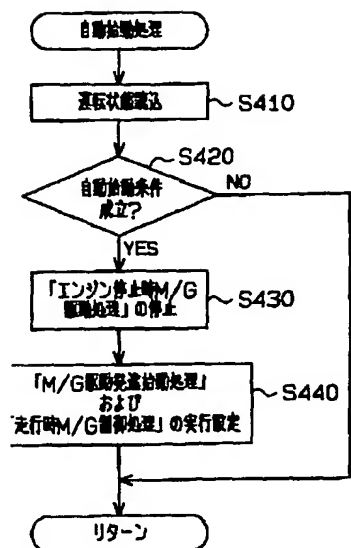 自動始動処理
運転状態読込
S410
S420
自動始動条件
成立?
NO
YES
「エンジン停止時M/G
駆動処理」の停止
S430
「M/G駆動発進始動処理」
および
「走行時M/G制御処理」の実行設定
S440
リターン